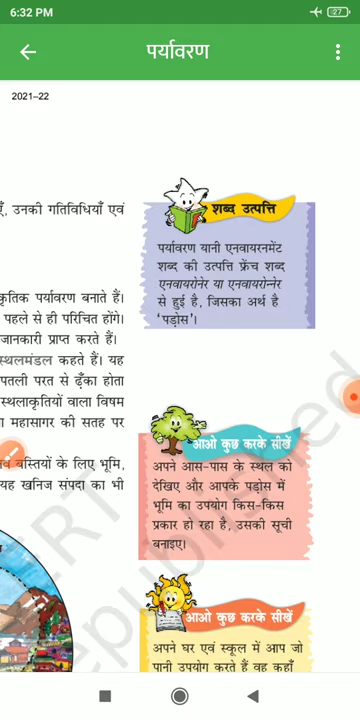 6:32 PM
27
पर्यावरण
2021–22
एँ, उनकी गतिविधियाँ एवं
कृतिक पर्यावरण बनाते हैं।
पहले से ही परिचित होंगे।
जानकारी प्राप्त करते हैं।
स्थलमंडल कहते हैं। यह
पतली परत से ढँका होता
स्थलाकृतियों वाला विषम
महासागर की सतह पर
बस्तियों के लिए भूमि,
यह खनिज संपदा का भी
शब्द उत्पत्ति
पर्यावरण यानी एनवायरनमेंट
शब्द की उत्पत्ति फ्रेंच शब्द
एनवायरोनेर या एनवायरोन्नेर
से हुई है, जिसका अर्थ है
‘पड़ोस’।
आओ कुछ करके सीखें
अपने आस-पास के स्थल को
देखिए और आपके पड़ोस में
भूमि का उपयोग किस-किस
प्रकार हो रहा है, उसकी सूची
बनाइए।
आओ कुछ करके सीखें
अपने घर एवं स्कूल में आप जो
पानी उपयोग करते हैं वह कहाँ